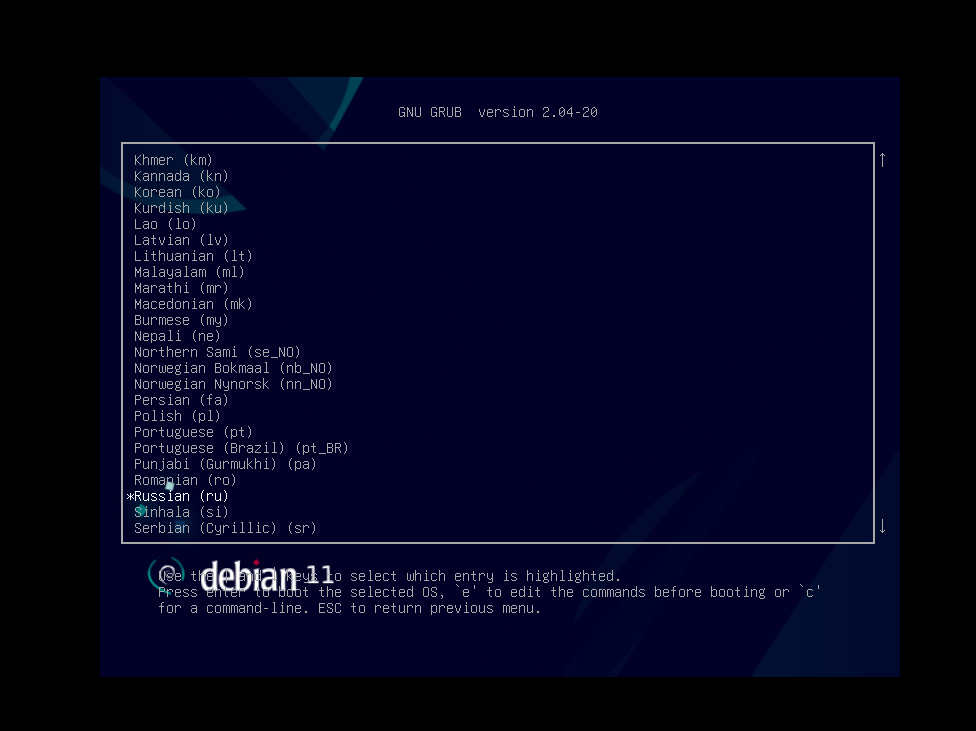 GNU GRUB version 2.04-20
Khmer (km)
Kannada (kn)
Korean (ko)
Kurdish (ku)
Lao (lo)
Latvian (lv)
Lithuanian (lt)
Malayalam (ml)
Marathi (mr)
Macedonian (mk)
Burmese (my)
Nepali (ne)
Northern Sami (se_NO)
Norwegian Bokmaal (nb_NO)
Norwegian Nynorsk (nn_NO)
Persian (fa)
Polish (pl)
Portuguese (pt)
Portuguese (Brazil) (pt_BR)
Punjabi (Gurmukhi) (pa)
Romanian (ro)
*Russian (ru)
Sinhala (si)
Serbian (Cyrillic) (sr)
debian 11
Use the and keys to select which entry is highlighted.
Press enter to boot the selected OS, `e' to edit the commands before booting or `c'
for a command-line. ESC to return previous menu.